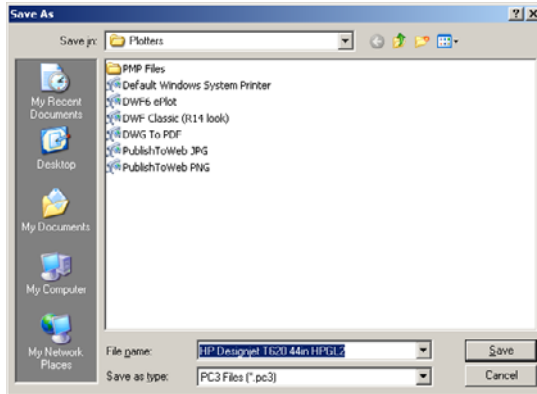 Save As
Save in: Plotters
My Recent Documents
Desktop
My Documents
My Computer
My Network Places
PMP Files
Default Windows System Printer
DWF6 ePlot
DWF Classic (R14 look)
DWG To PDF
PublishToWeb JPG
PublishToWeb PNG
File name: HP Designjet T620 44in HPGL2
Save
Save as type: PC3 Files (*.pc3)
Cancel